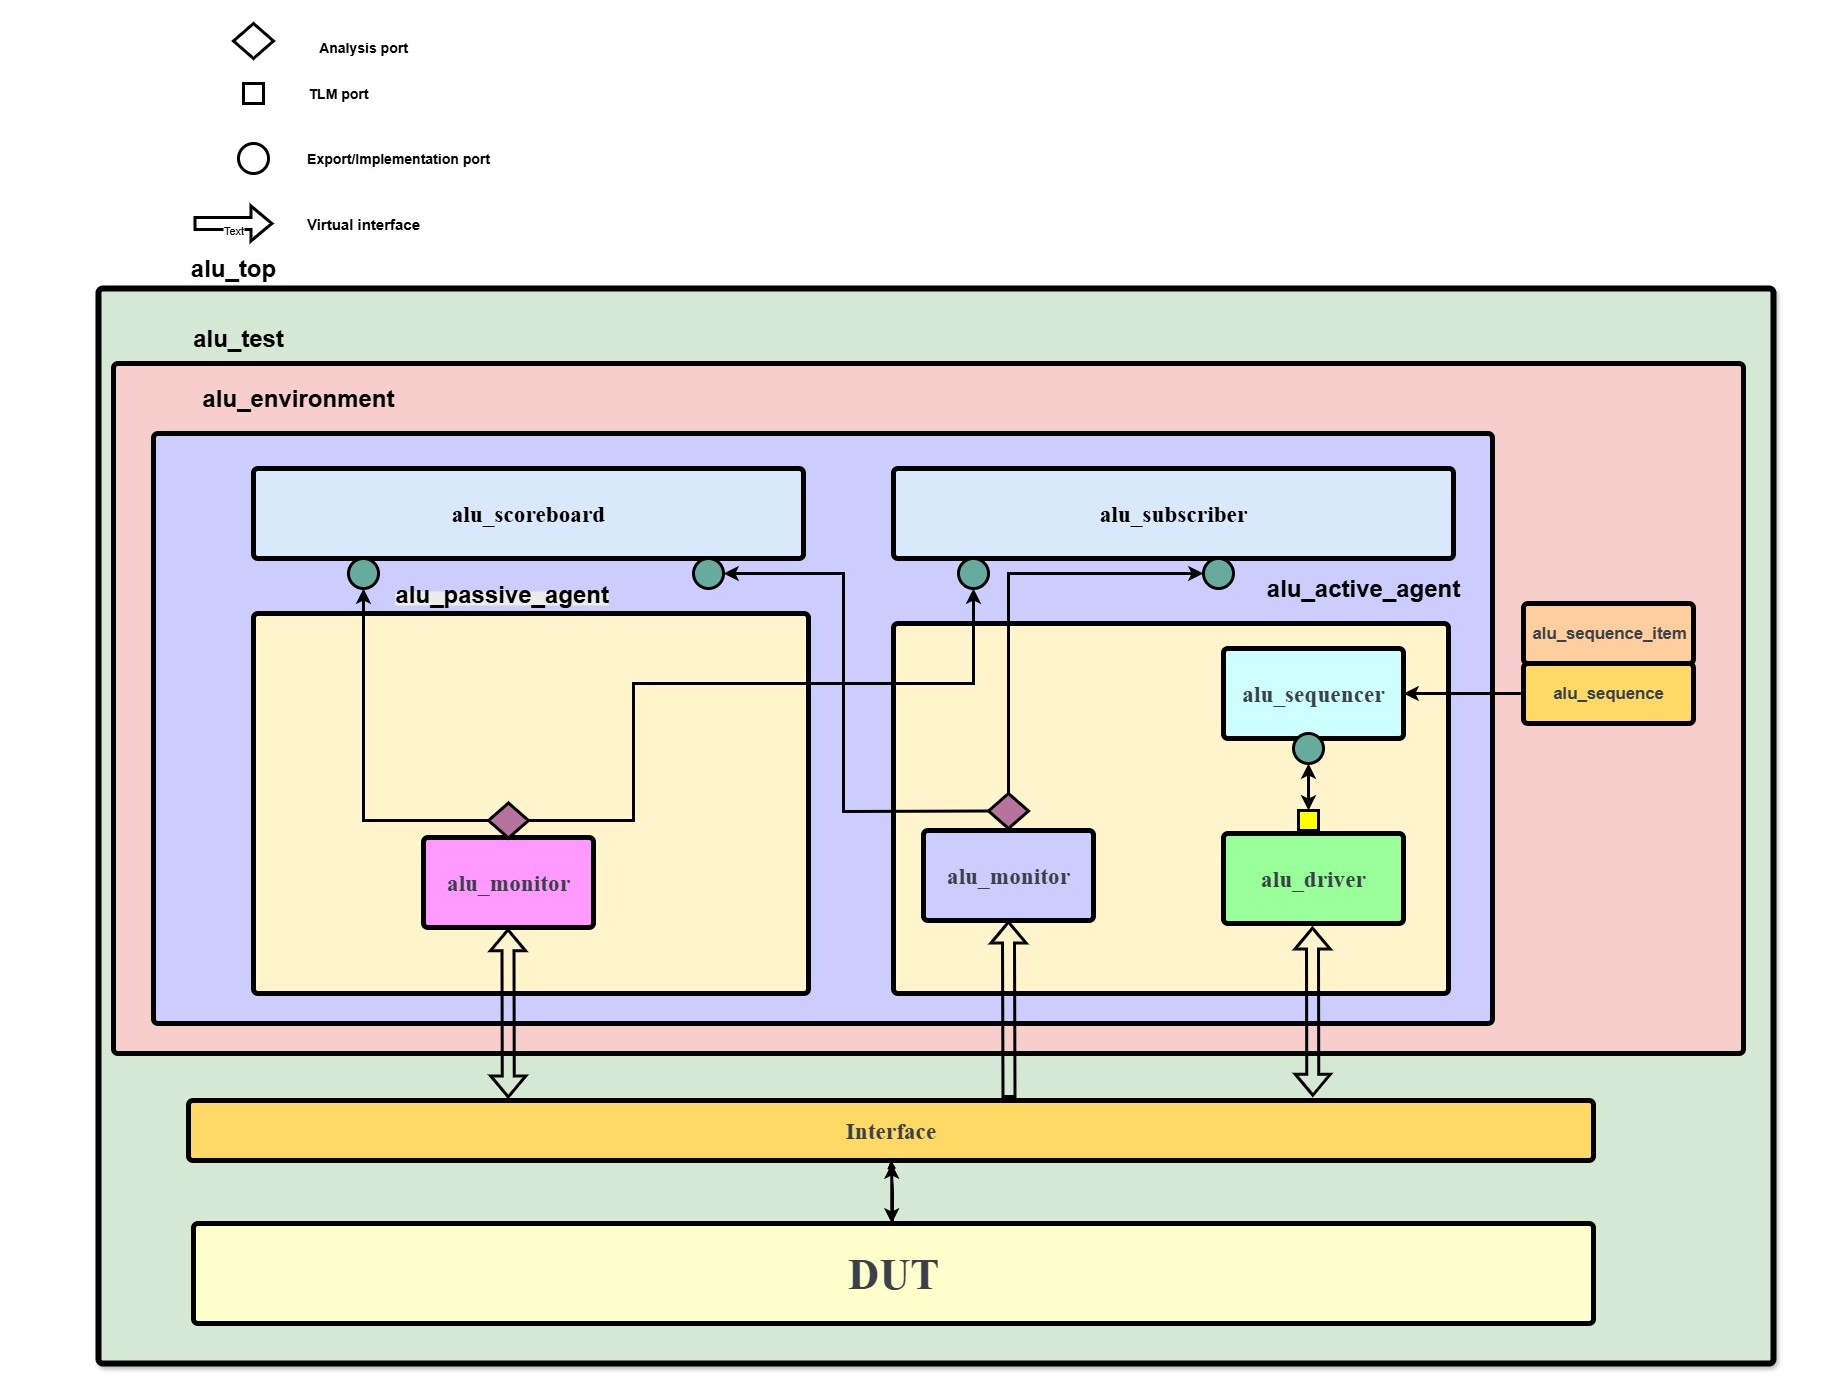 Analysis port
TLM port
Export/Implementation port
Text
Virtual interface
alu_top
alu_test
alu_environment
alu_scoreboard
alu_subscriber
alu_passive_agent
alu_active_agent
alu_sequence_item
alu_sequencer
alu_sequence
alu_monitor
alu_monitor
alu_driver
Interface
DUT